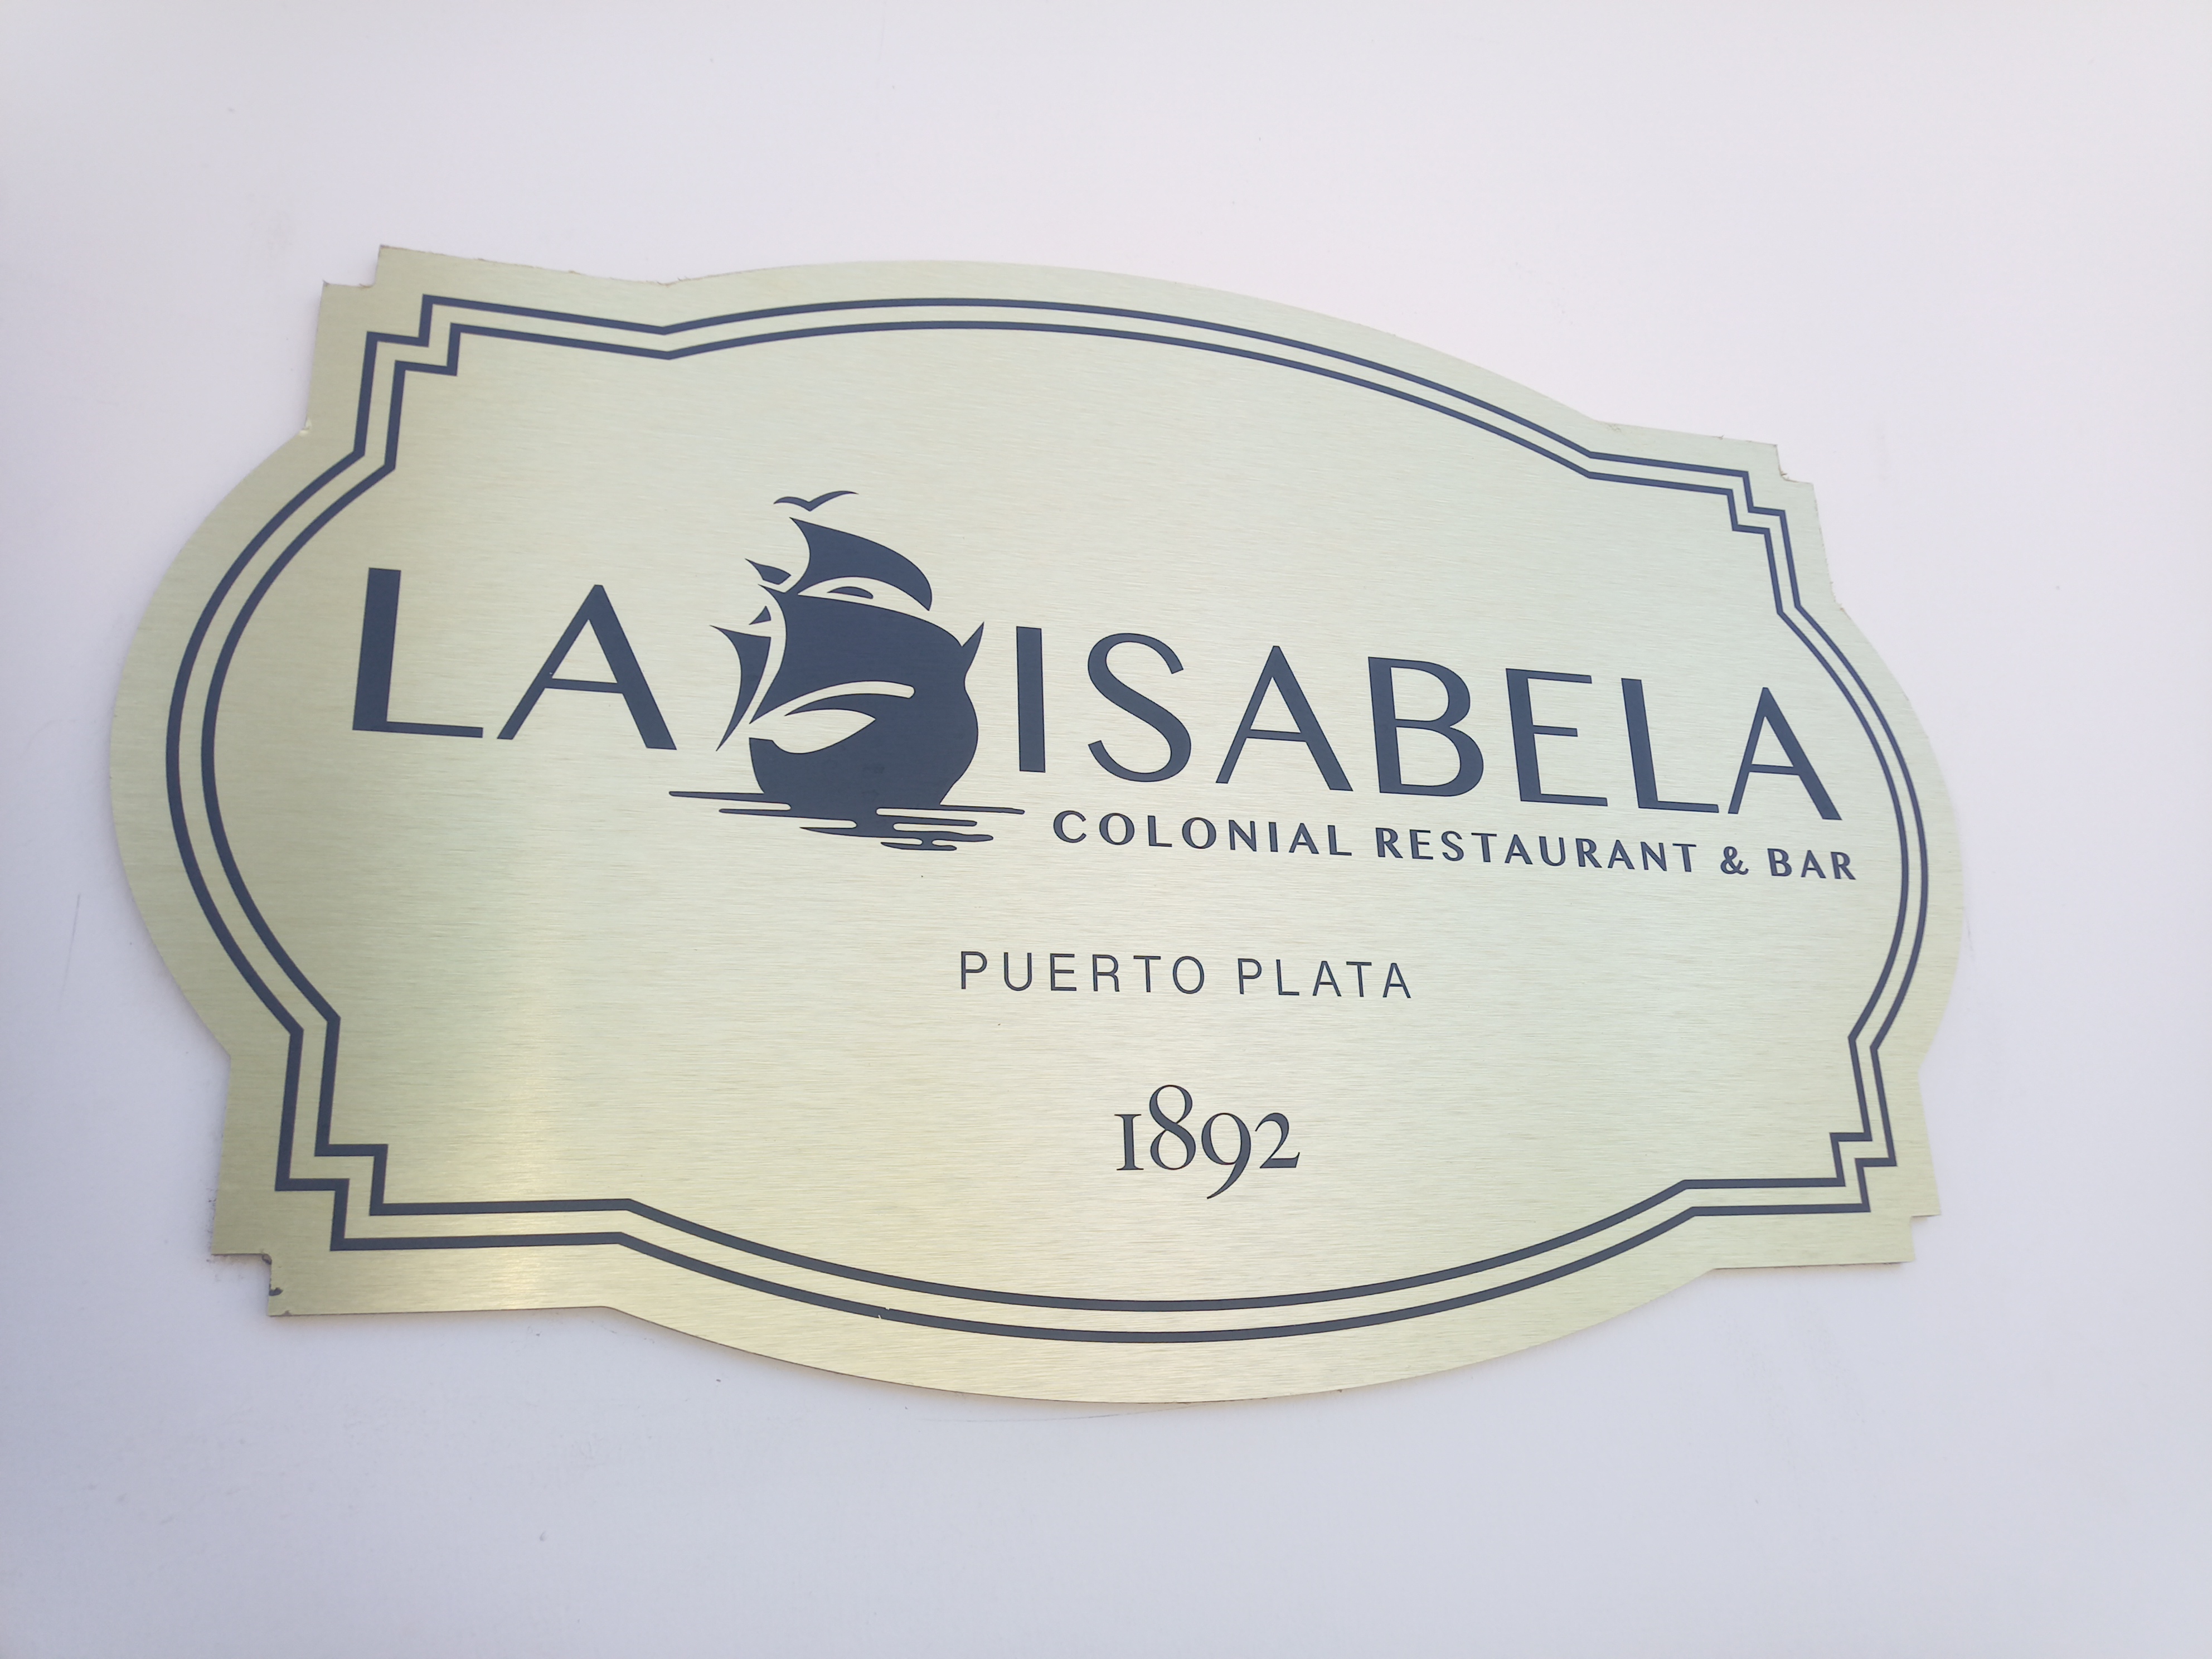 LA ISABELA
COLONIAL RESTAURANT & BAR
PUERTO PLATA
1892